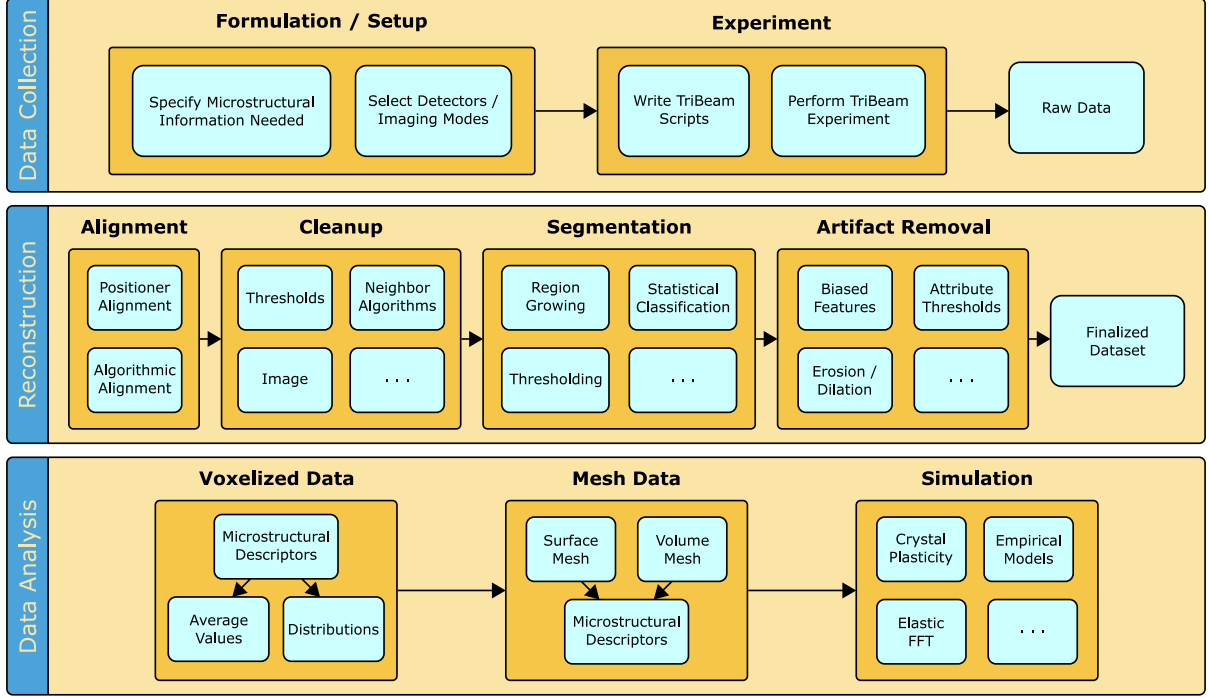 Data Collection
Formulation / Setup
Specify Microstructural
Information Needed
Select Detectors /
Imaging Modes
Experiment
Write TriBeam
Scripts
Perform TriBeam
Experiment
Raw Data
Reconstruction
Alignment
Positioner
Alignment
Algorithmic
Alignment
Cleanup
Thresholds
Neighbor
Algorithms
Image
. . .
Segmentation
Region
Growing
Statistical
Classification
Thresholding
. . .
Artifact Removal
Biased
Features
Attribute
Thresholds
Erosion /
Dilation
. . .
Finalized
Dataset
Data Analysis
Voxelized Data
Microstructural
Descriptors
Average
Values
Distributions
Mesh Data
Surface
Mesh
Volume
Mesh
Microstructural
Descriptors
Simulation
Crystal
Plasticity
Empirical
Models
Elastic
FFT
. . .